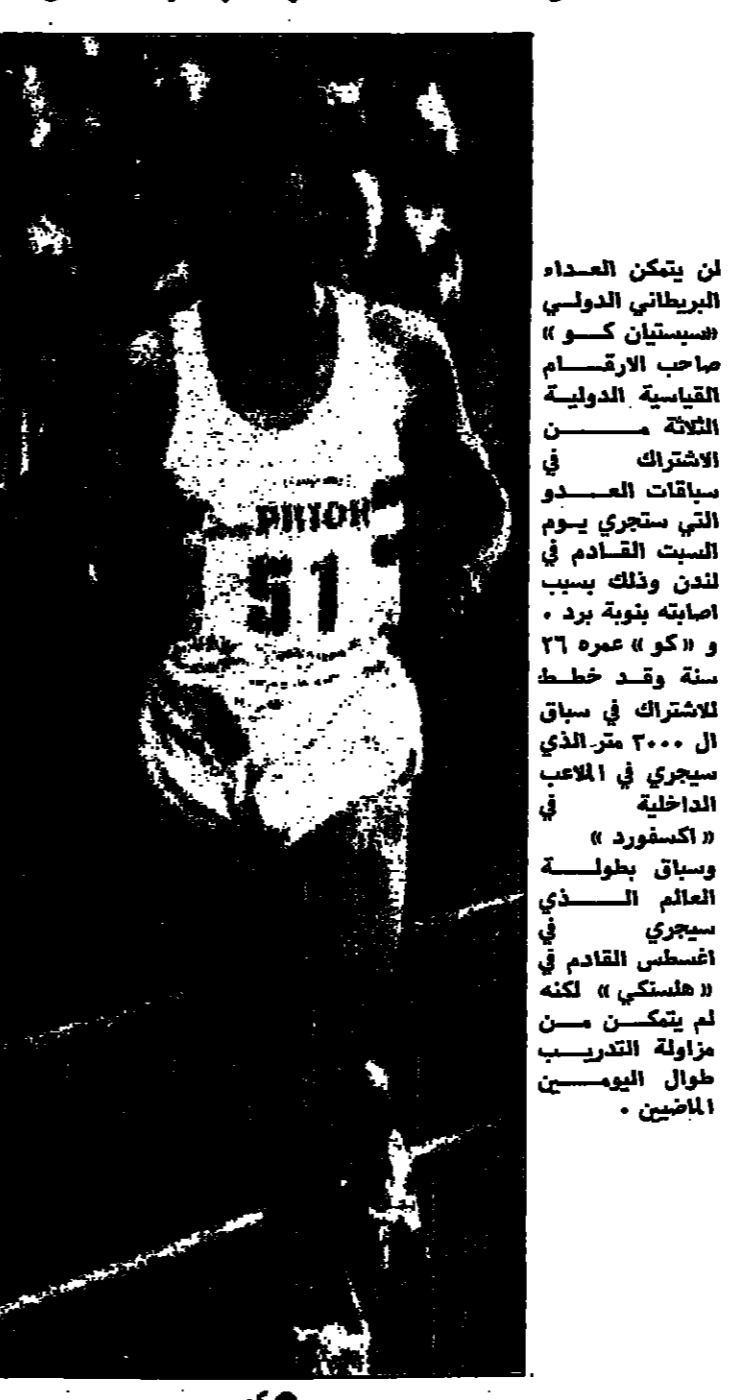 لن يتمكن العداء
البريطاني الدولي
«سبستيان كو»
صاحب الارقام
القياسية الدولية
الثلاثة من
الاشتراك في
سباقات العدو
التي ستجري يوم
السبت القادم في
لندن وذلك بسبب
اصابته بنوبة برد .
و «كو» عمره ٢٦
سنة وقد خطط
للاشتراك في سباق
ال ٣٠٠٠ متر الذي
سيجري في الملاعب
الداخلية في
«اكسفورد»
وسباق بطولة
العالم الذي
سيجري في
اغسطس القادم في
«هلسنكي» لكنه
لم يتمكن من
مزاولة التدريب
طوال اليومين
الماضيين .
51